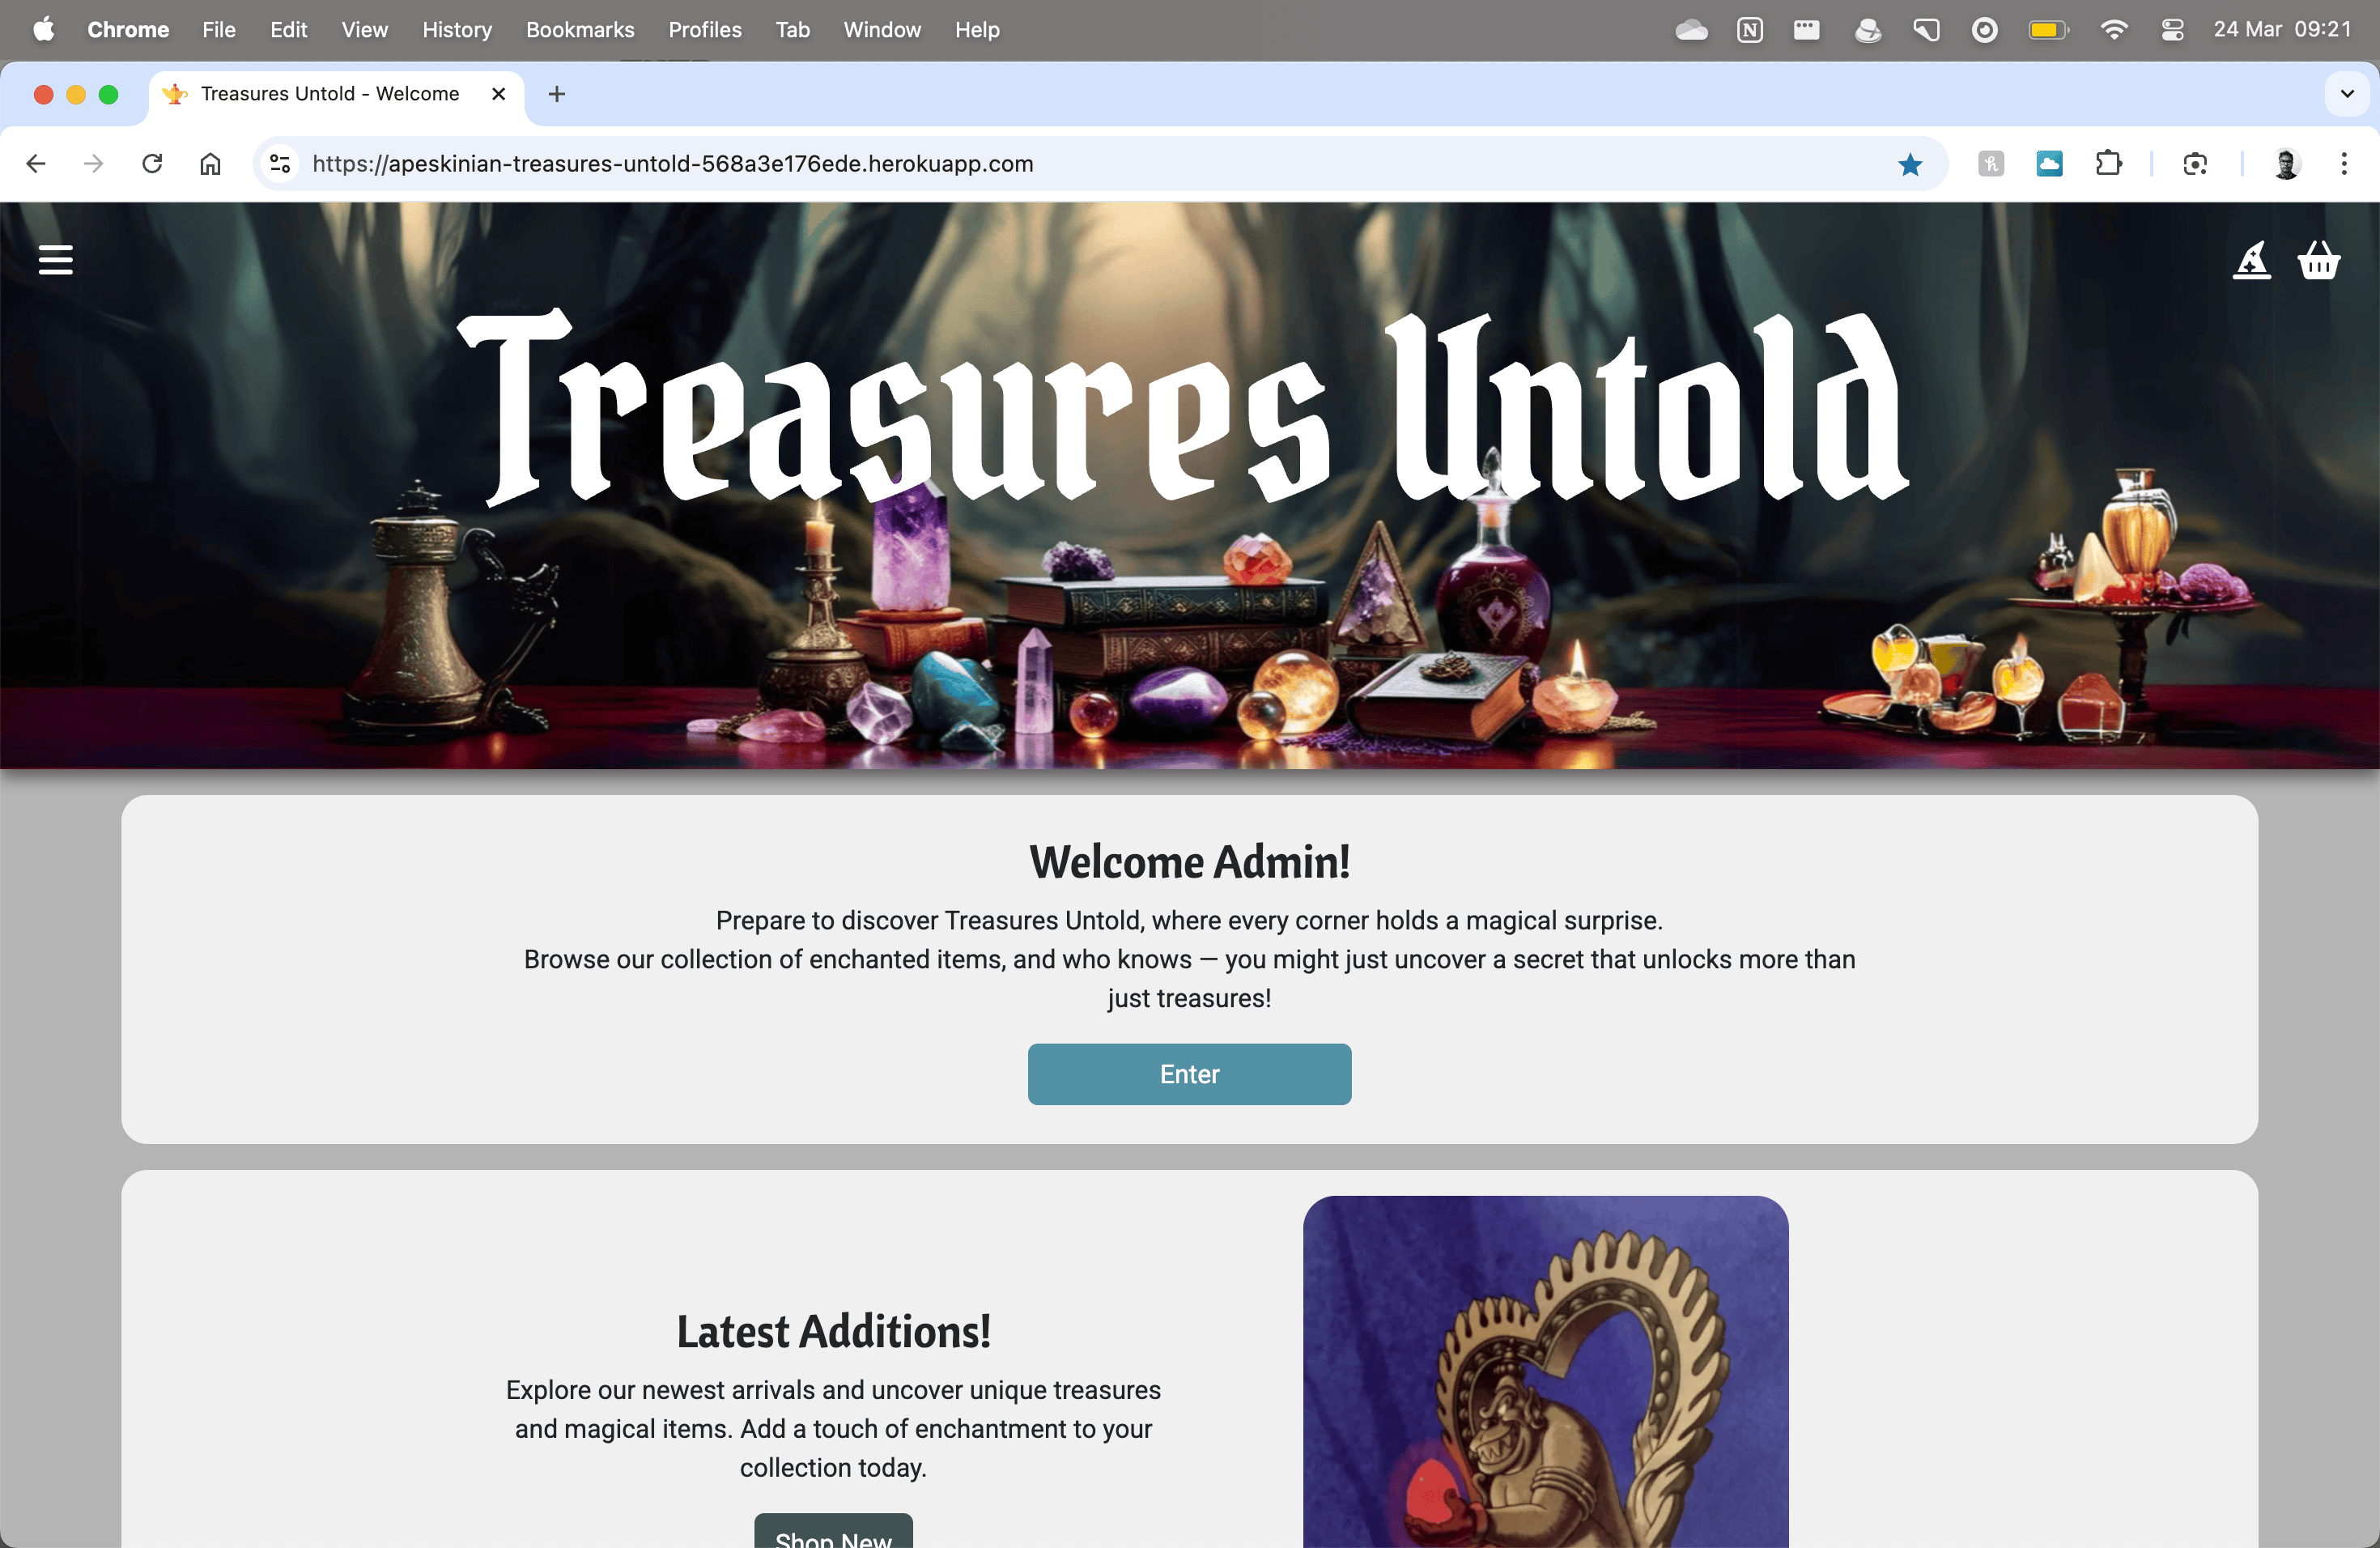 Chrome File Edit View History Bookmarks Profiles Tab Window Help 24 Mar 09:21
Treasures Untold - Welcome
https://apeskinian-treasures-untold-568a3e176ede.herokuapp.com
Treasures Untold
Welcome Admin!
Prepare to discover Treasures Untold, where every corner holds a magical surprise.
Browse our collection of enchanted items, and who knows — you might just uncover a secret that unlocks more than
just treasures!
Enter
Latest Additions!
Explore our newest arrivals and uncover unique treasures
and magical items. Add a touch of enchantment to your
collection today.
Shop New